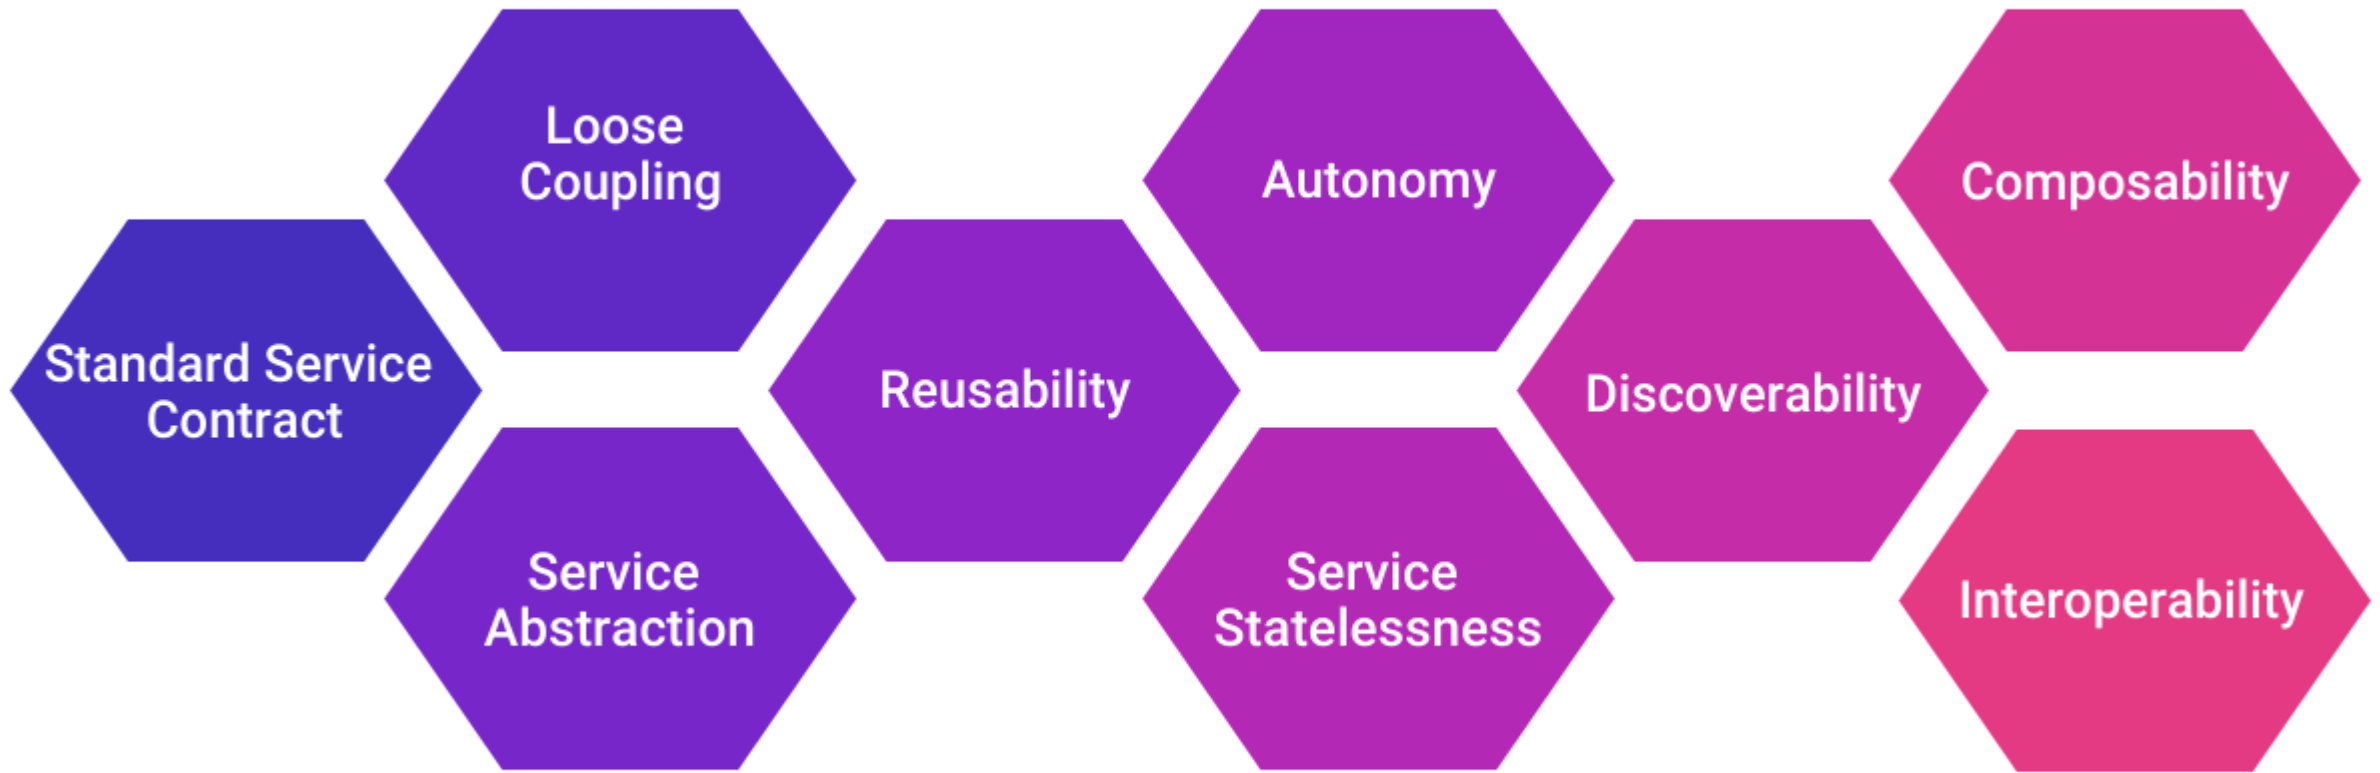 Standard Service
Contract
Loose
Coupling
Service
Abstraction
Reusability
Autonomy
Service
Statelessness
Discoverability
Composability
Interoperability